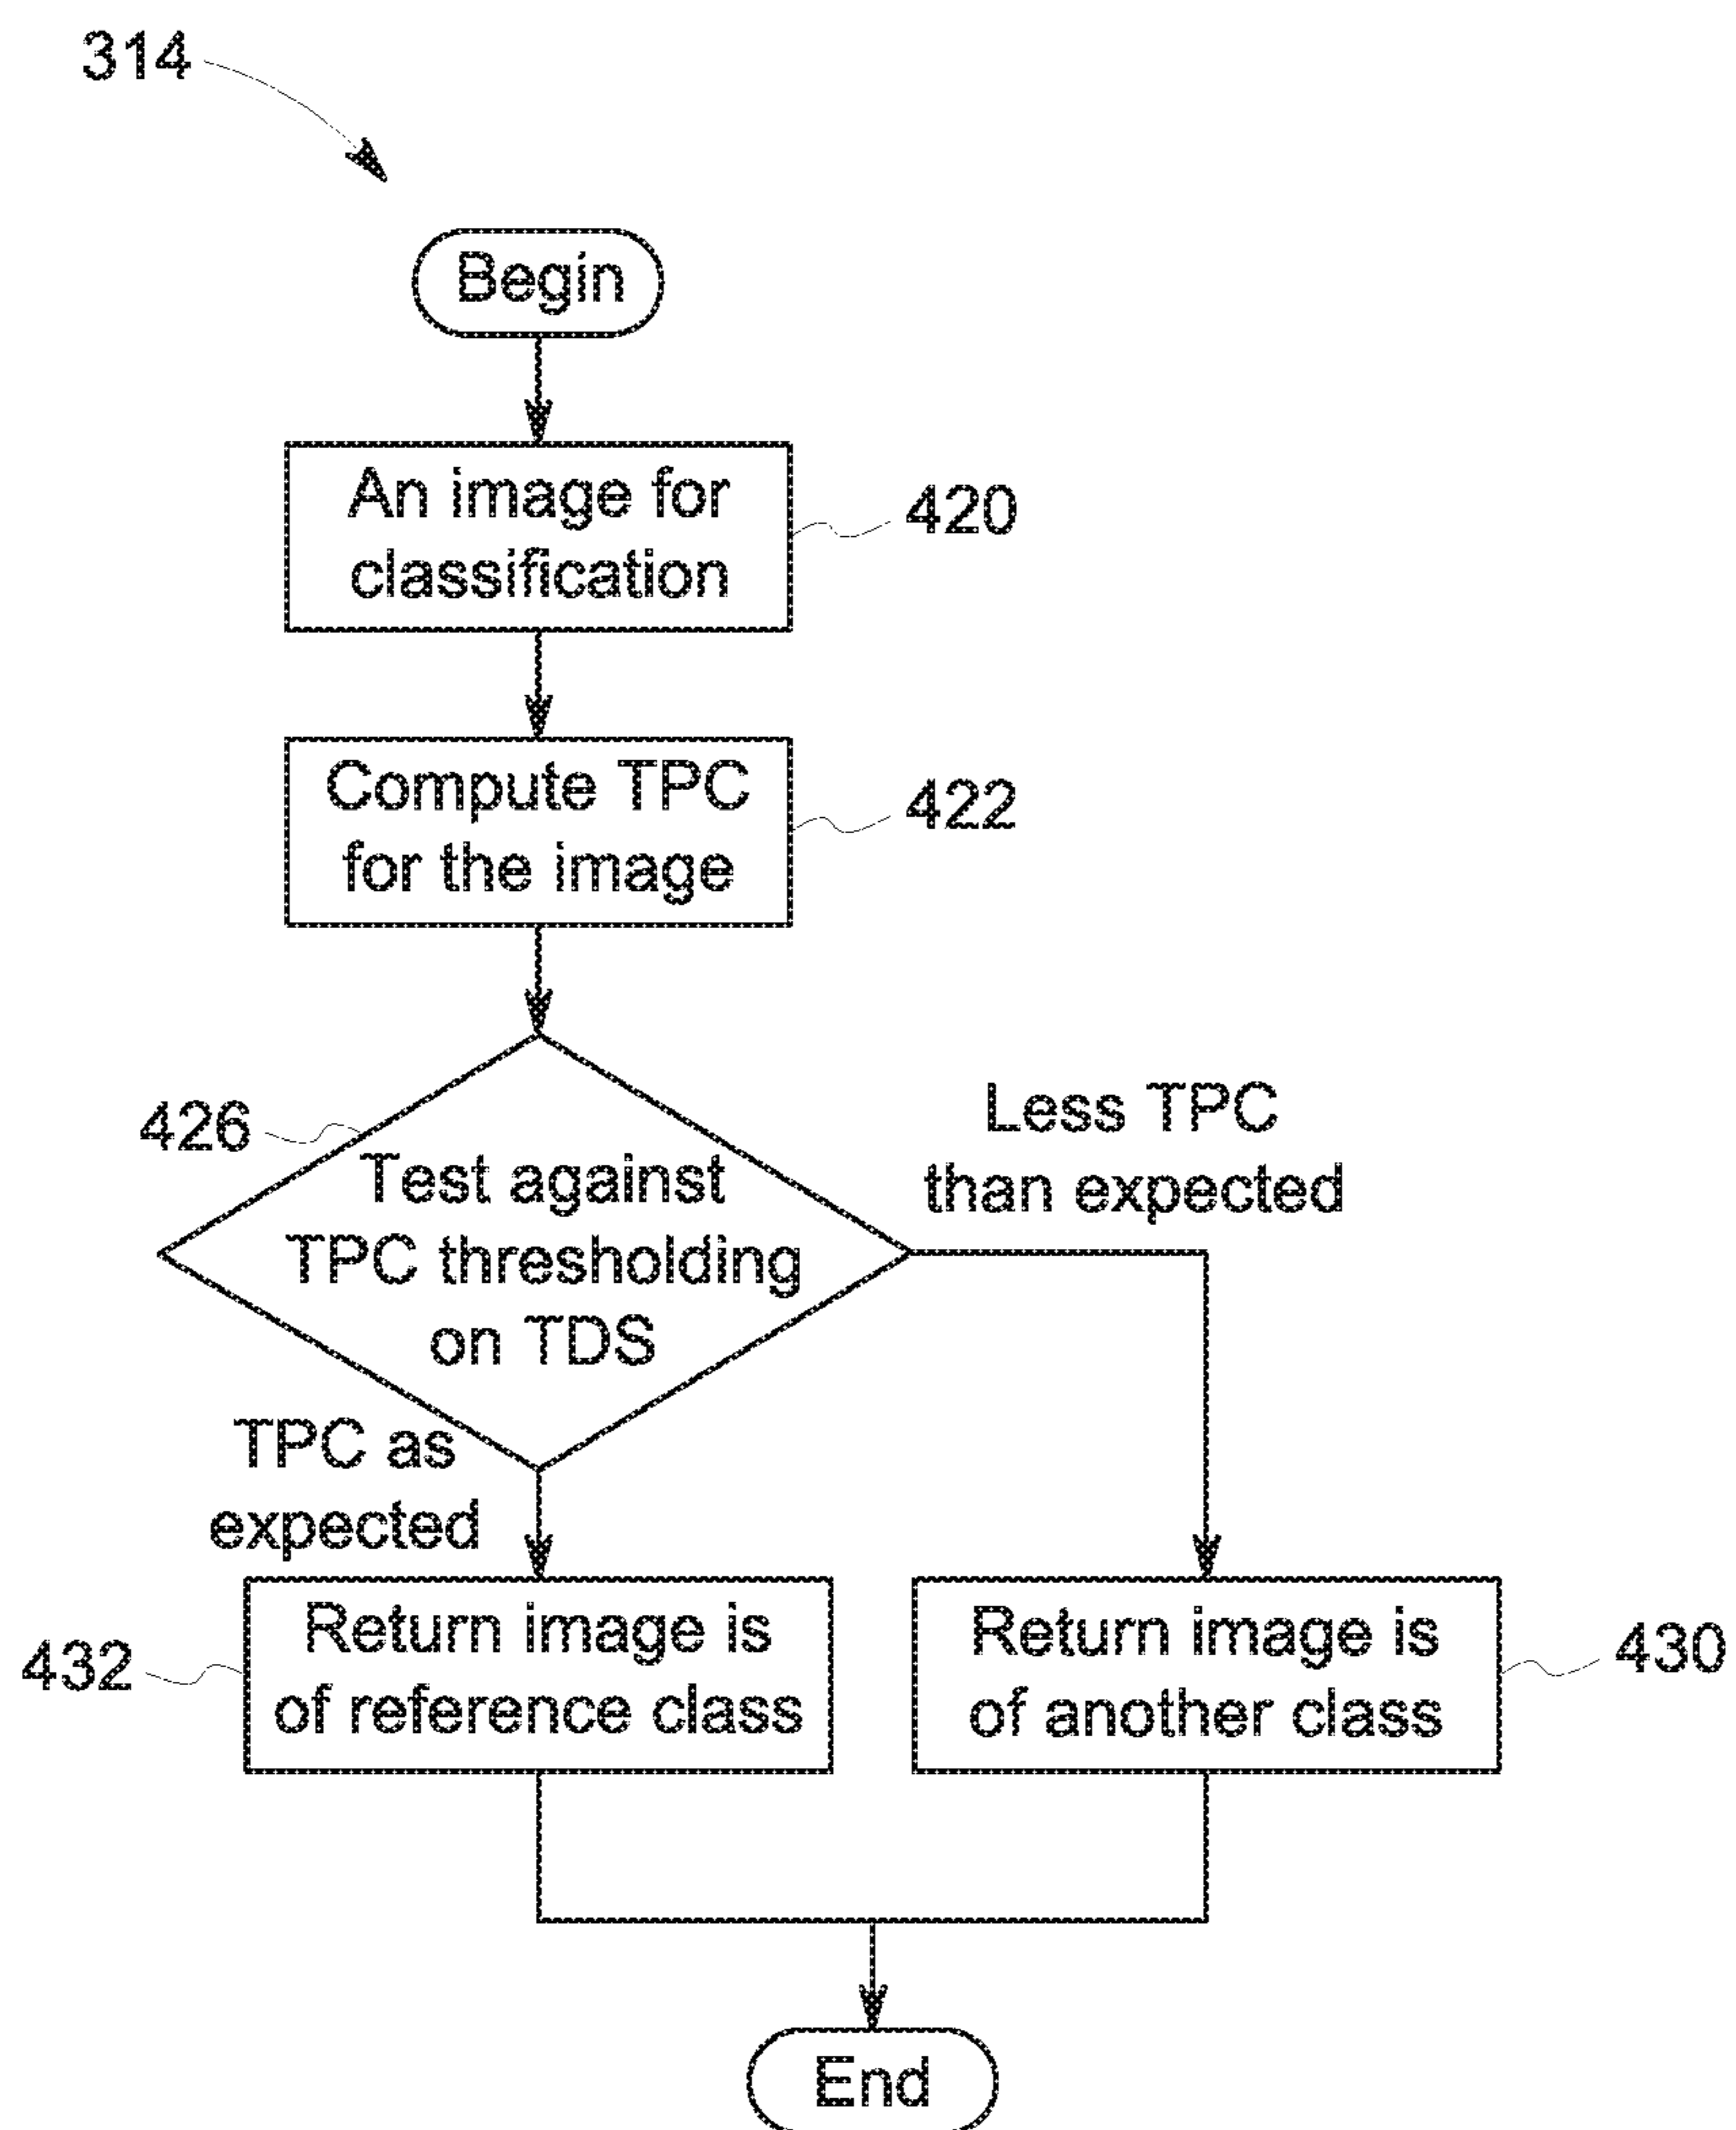 314
Begin
An image for
classification
420
Compute TPC
for the image
422
426
Test against
TPC thresholding
on TDS
Less TPC
than expected
TPC as
expected
432
Return image is
of reference class
Return image is
of another class
430
End